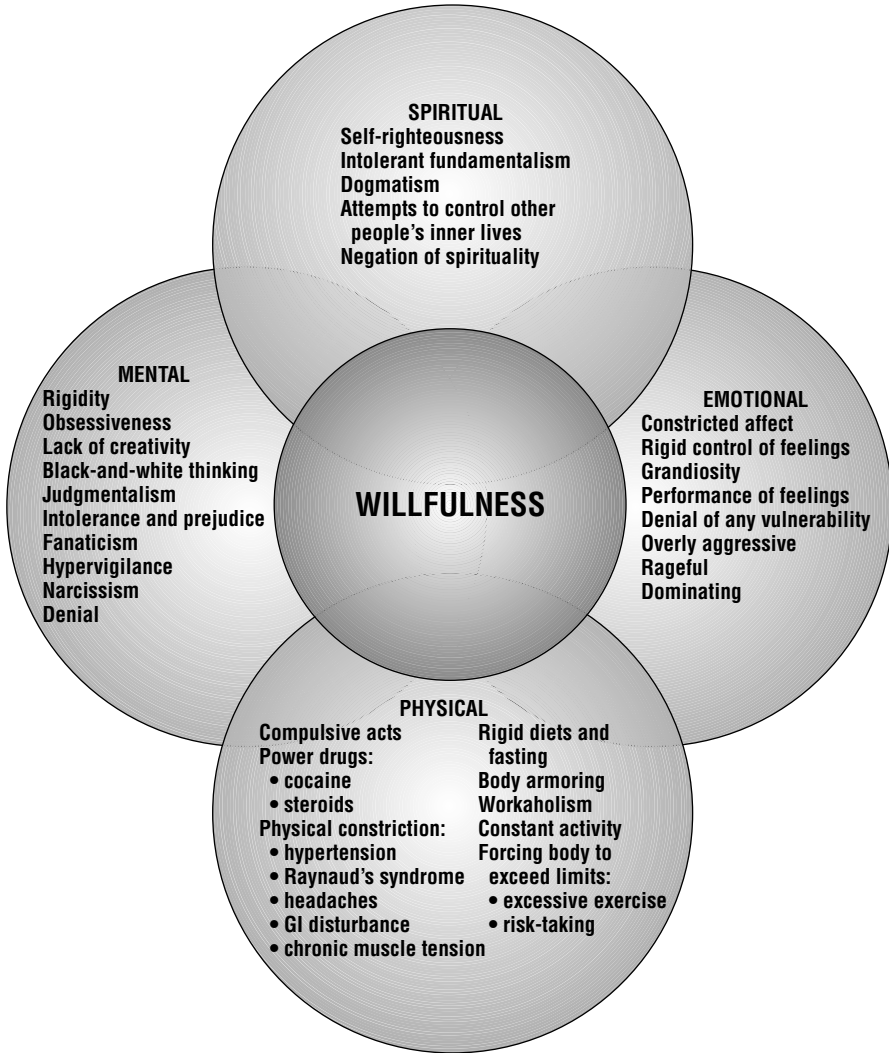 SPIRITUAL
Self-righteousness
Intolerant fundamentalism
Dogmatism
Attempts to control other
people's inner lives
Negation of spirituality
MENTAL
Rigidity
Obsessiveness
Lack of creativity
Black-and-white thinking
Judgmentalism
Intolerance and prejudice
Fanaticism
Hypervigilance
Narcissism
Denial
WILLFULNESS
EMOTIONAL
Constricted affect
Rigid control of feelings
Grandiosity
Performance of feelings
Denial of any vulnerability
Overly aggressive
Rageful
Dominating
PHYSICAL
Compulsive acts
Power drugs:
• cocaine
• steroids
Physical constriction:
• hypertension
• Raynaud's syndrome
• headaches
• GI disturbance
• chronic muscle tension
Rigid diets and
fasting
Body armoring
Workaholism
Constant activity
Forcing body to
exceed limits:
• excessive exercise
• risk-taking